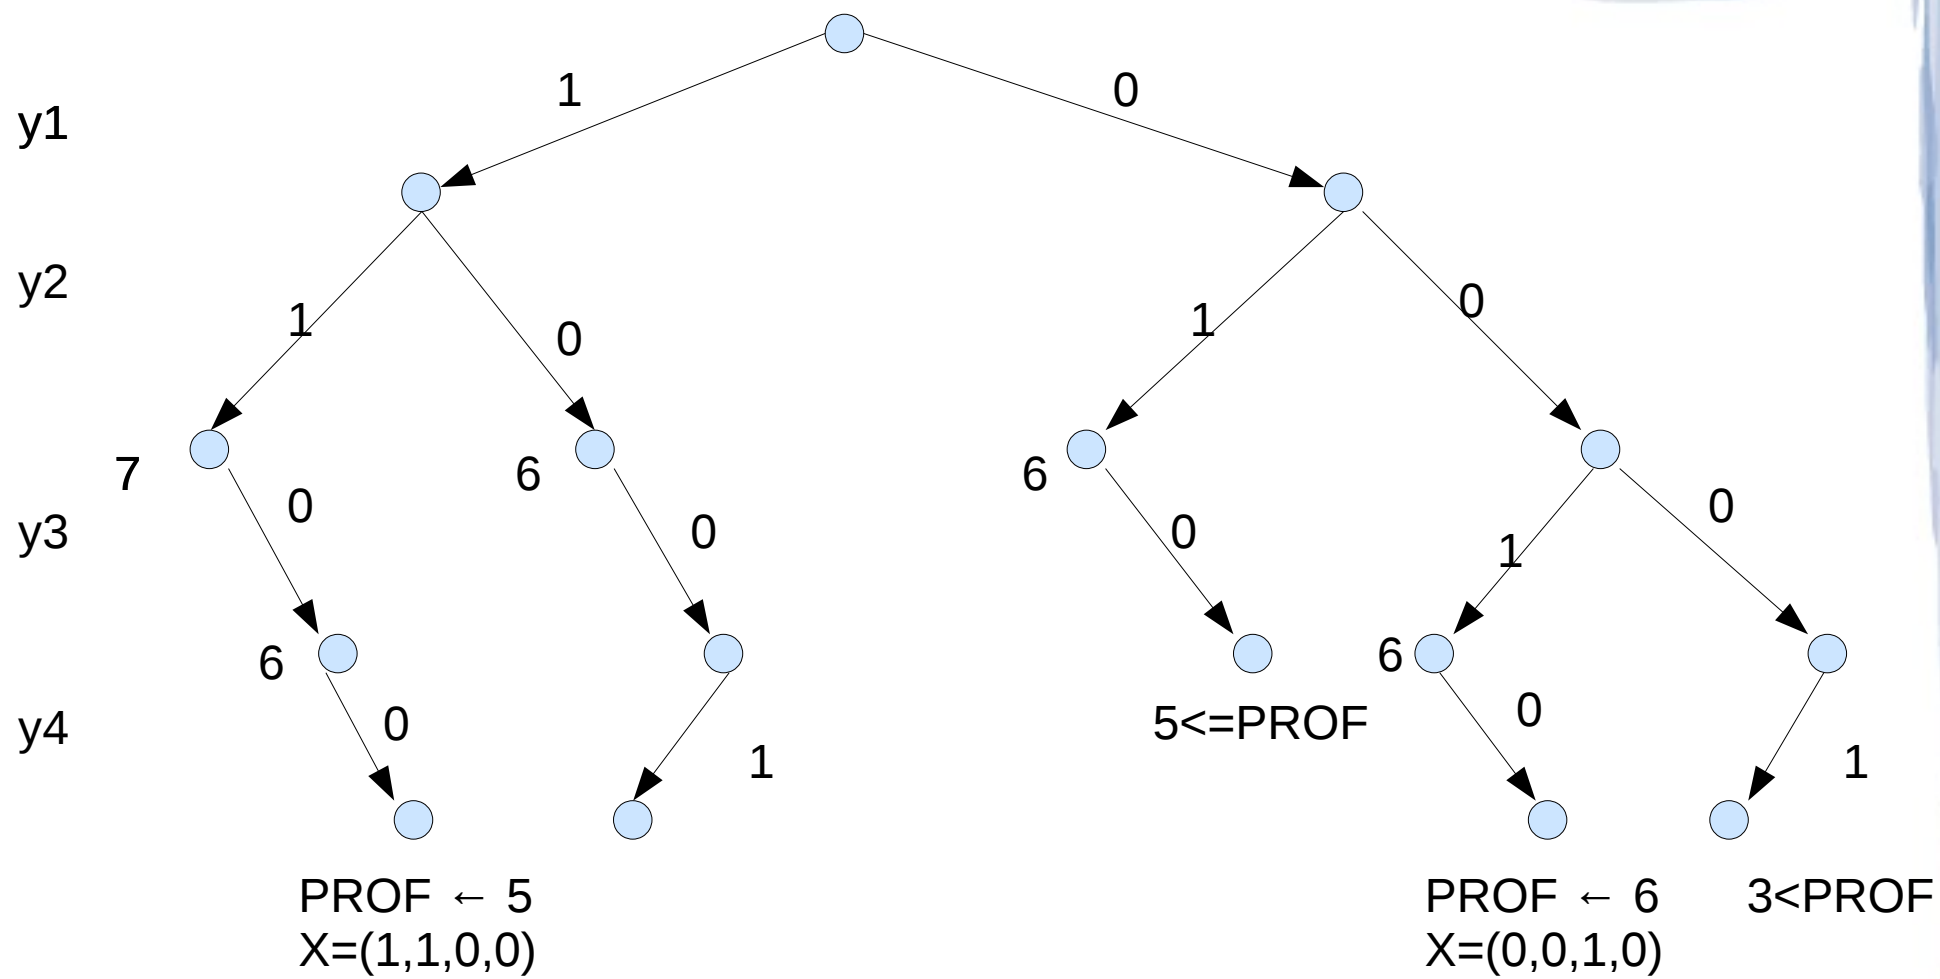 1
0
y1
y2
1
0
1
0
7
6
6
0
0
0
0
y3
1
6
6
0
0
5<=PROF
y4
1
1
PROF ← 5
PROF ← 6
3<PROF
X=(1,1,0,0)
X=(0,0,1,0)